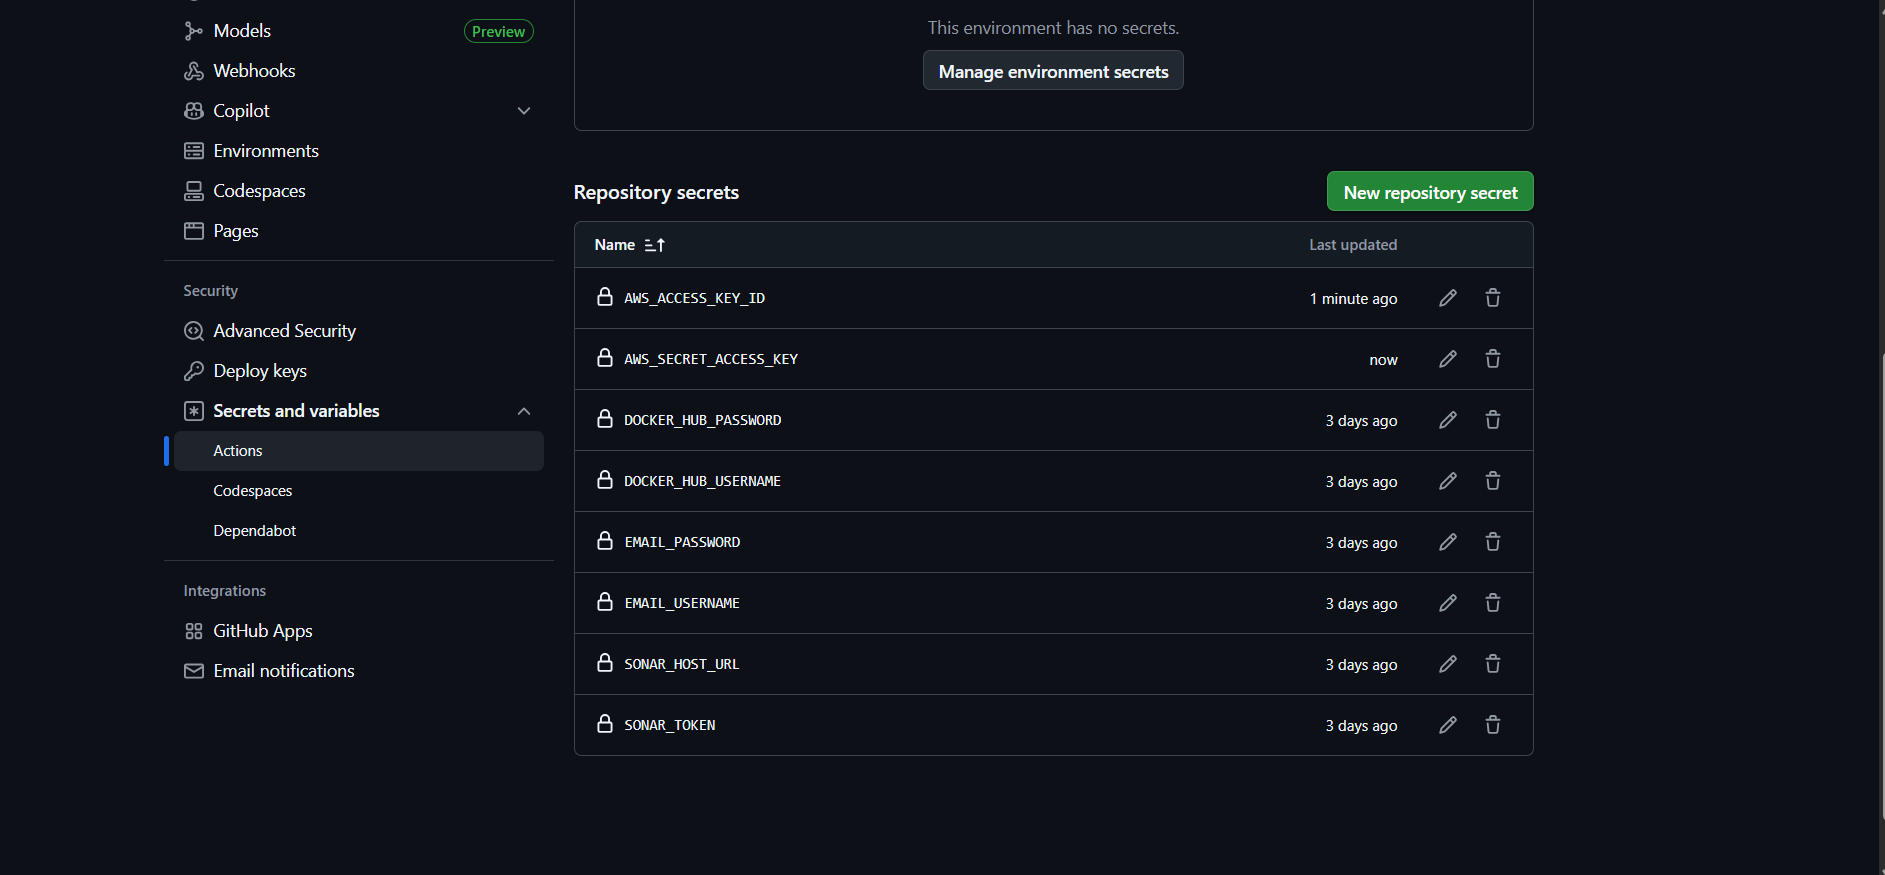 Models
Preview
Webhooks
Copilot
Environments
Codespaces
Pages
Security
Advanced Security
Deploy keys
Secrets and variables
Actions
Codespaces
Dependabot
Integrations
GitHub Apps
Email notifications
This environment has no secrets.
Manage environment secrets
Repository secrets
New repository secret
Name Last updated
AWS_ACCESS_KEY_ID 1 minute ago
AWS_SECRET_ACCESS_KEY now
DOCKER_HUB_PASSWORD 3 days ago
DOCKER_HUB_USERNAME 3 days ago
EMAIL_PASSWORD 3 days ago
EMAIL_USERNAME 3 days ago
SONAR_HOST_URL 3 days ago
SONAR_TOKEN 3 days ago